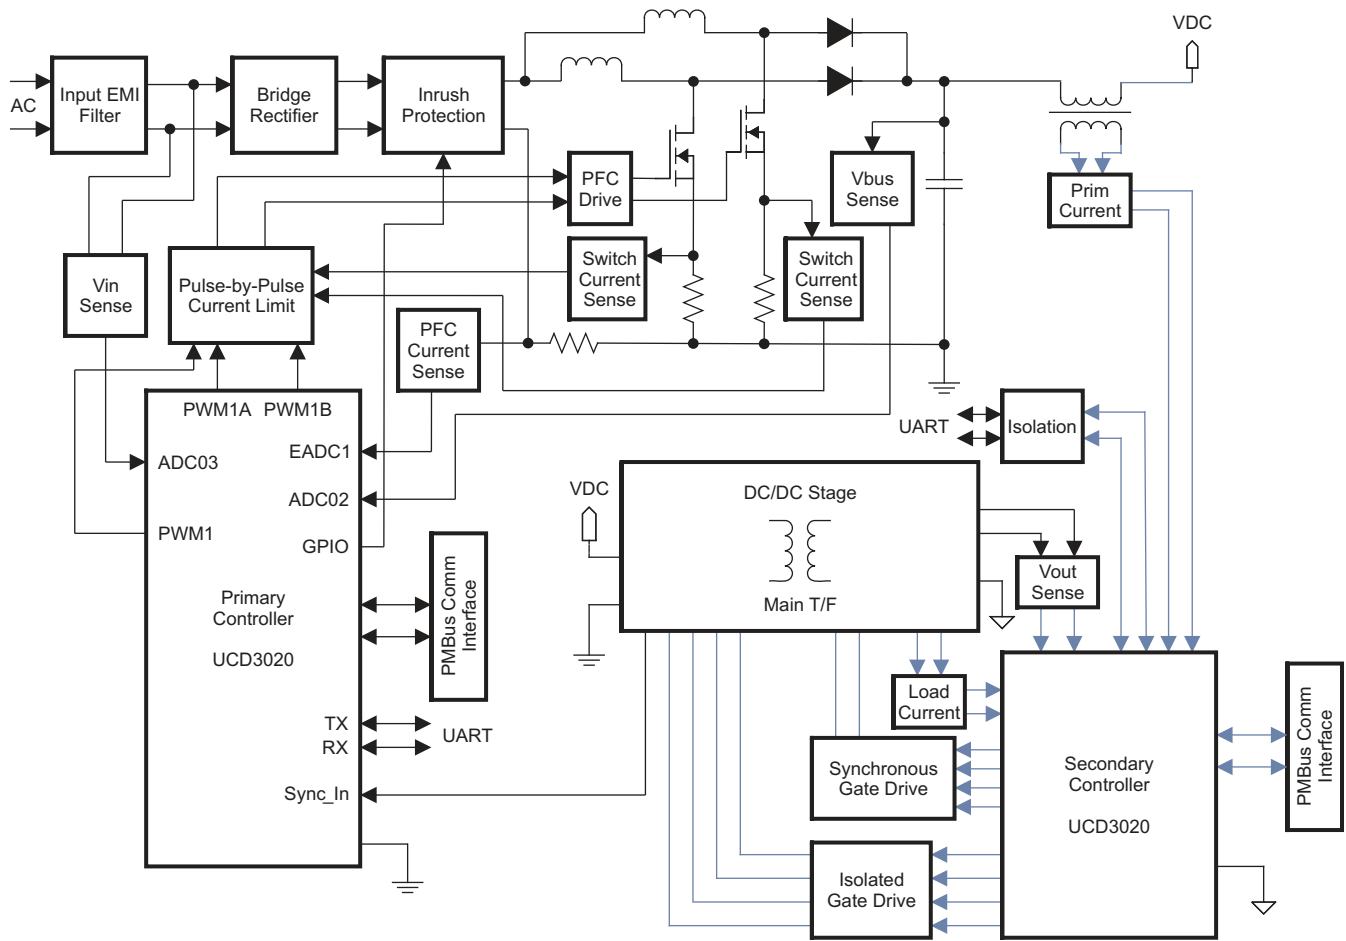 VDC
AC
Input EMI
Filter
Bridge
Rectifier
Inrush
Protection
PFC
Drive
Vbus
Sense
Prim
Current
Vin
Sense
Pulse-by-Pulse
Current Limit
Switch
Current
Sense
Switch
Current
Sense
PFC
Current
Sense
PWM1A
PWM1B
EADC1
ADC03
ADC02
PWM1
GPIO
Primary
Controller
UCD3020
TX
RX
Sync_In
UART
PMBus Comm
Interface
UART
Isolation
VDC
DC/DC Stage
Main T/F
Vout
Sense
Load
Current
Synchronous
Gate Drive
Isolated
Gate Drive
Secondary
Controller
UCD3020
PMBus Comm
Interface